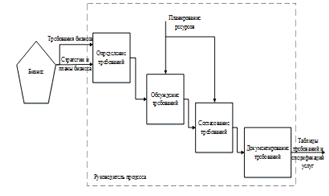 Планирование
ресурсов
Требования бизнеса
Стратегии и
планы бизнеса
Бизнес
Определение
требований
Обсуждение
требований
Согласование
требований
Документирование
требований
Таблицы
требований и
спецификаций
услуг
Руководитель процесса